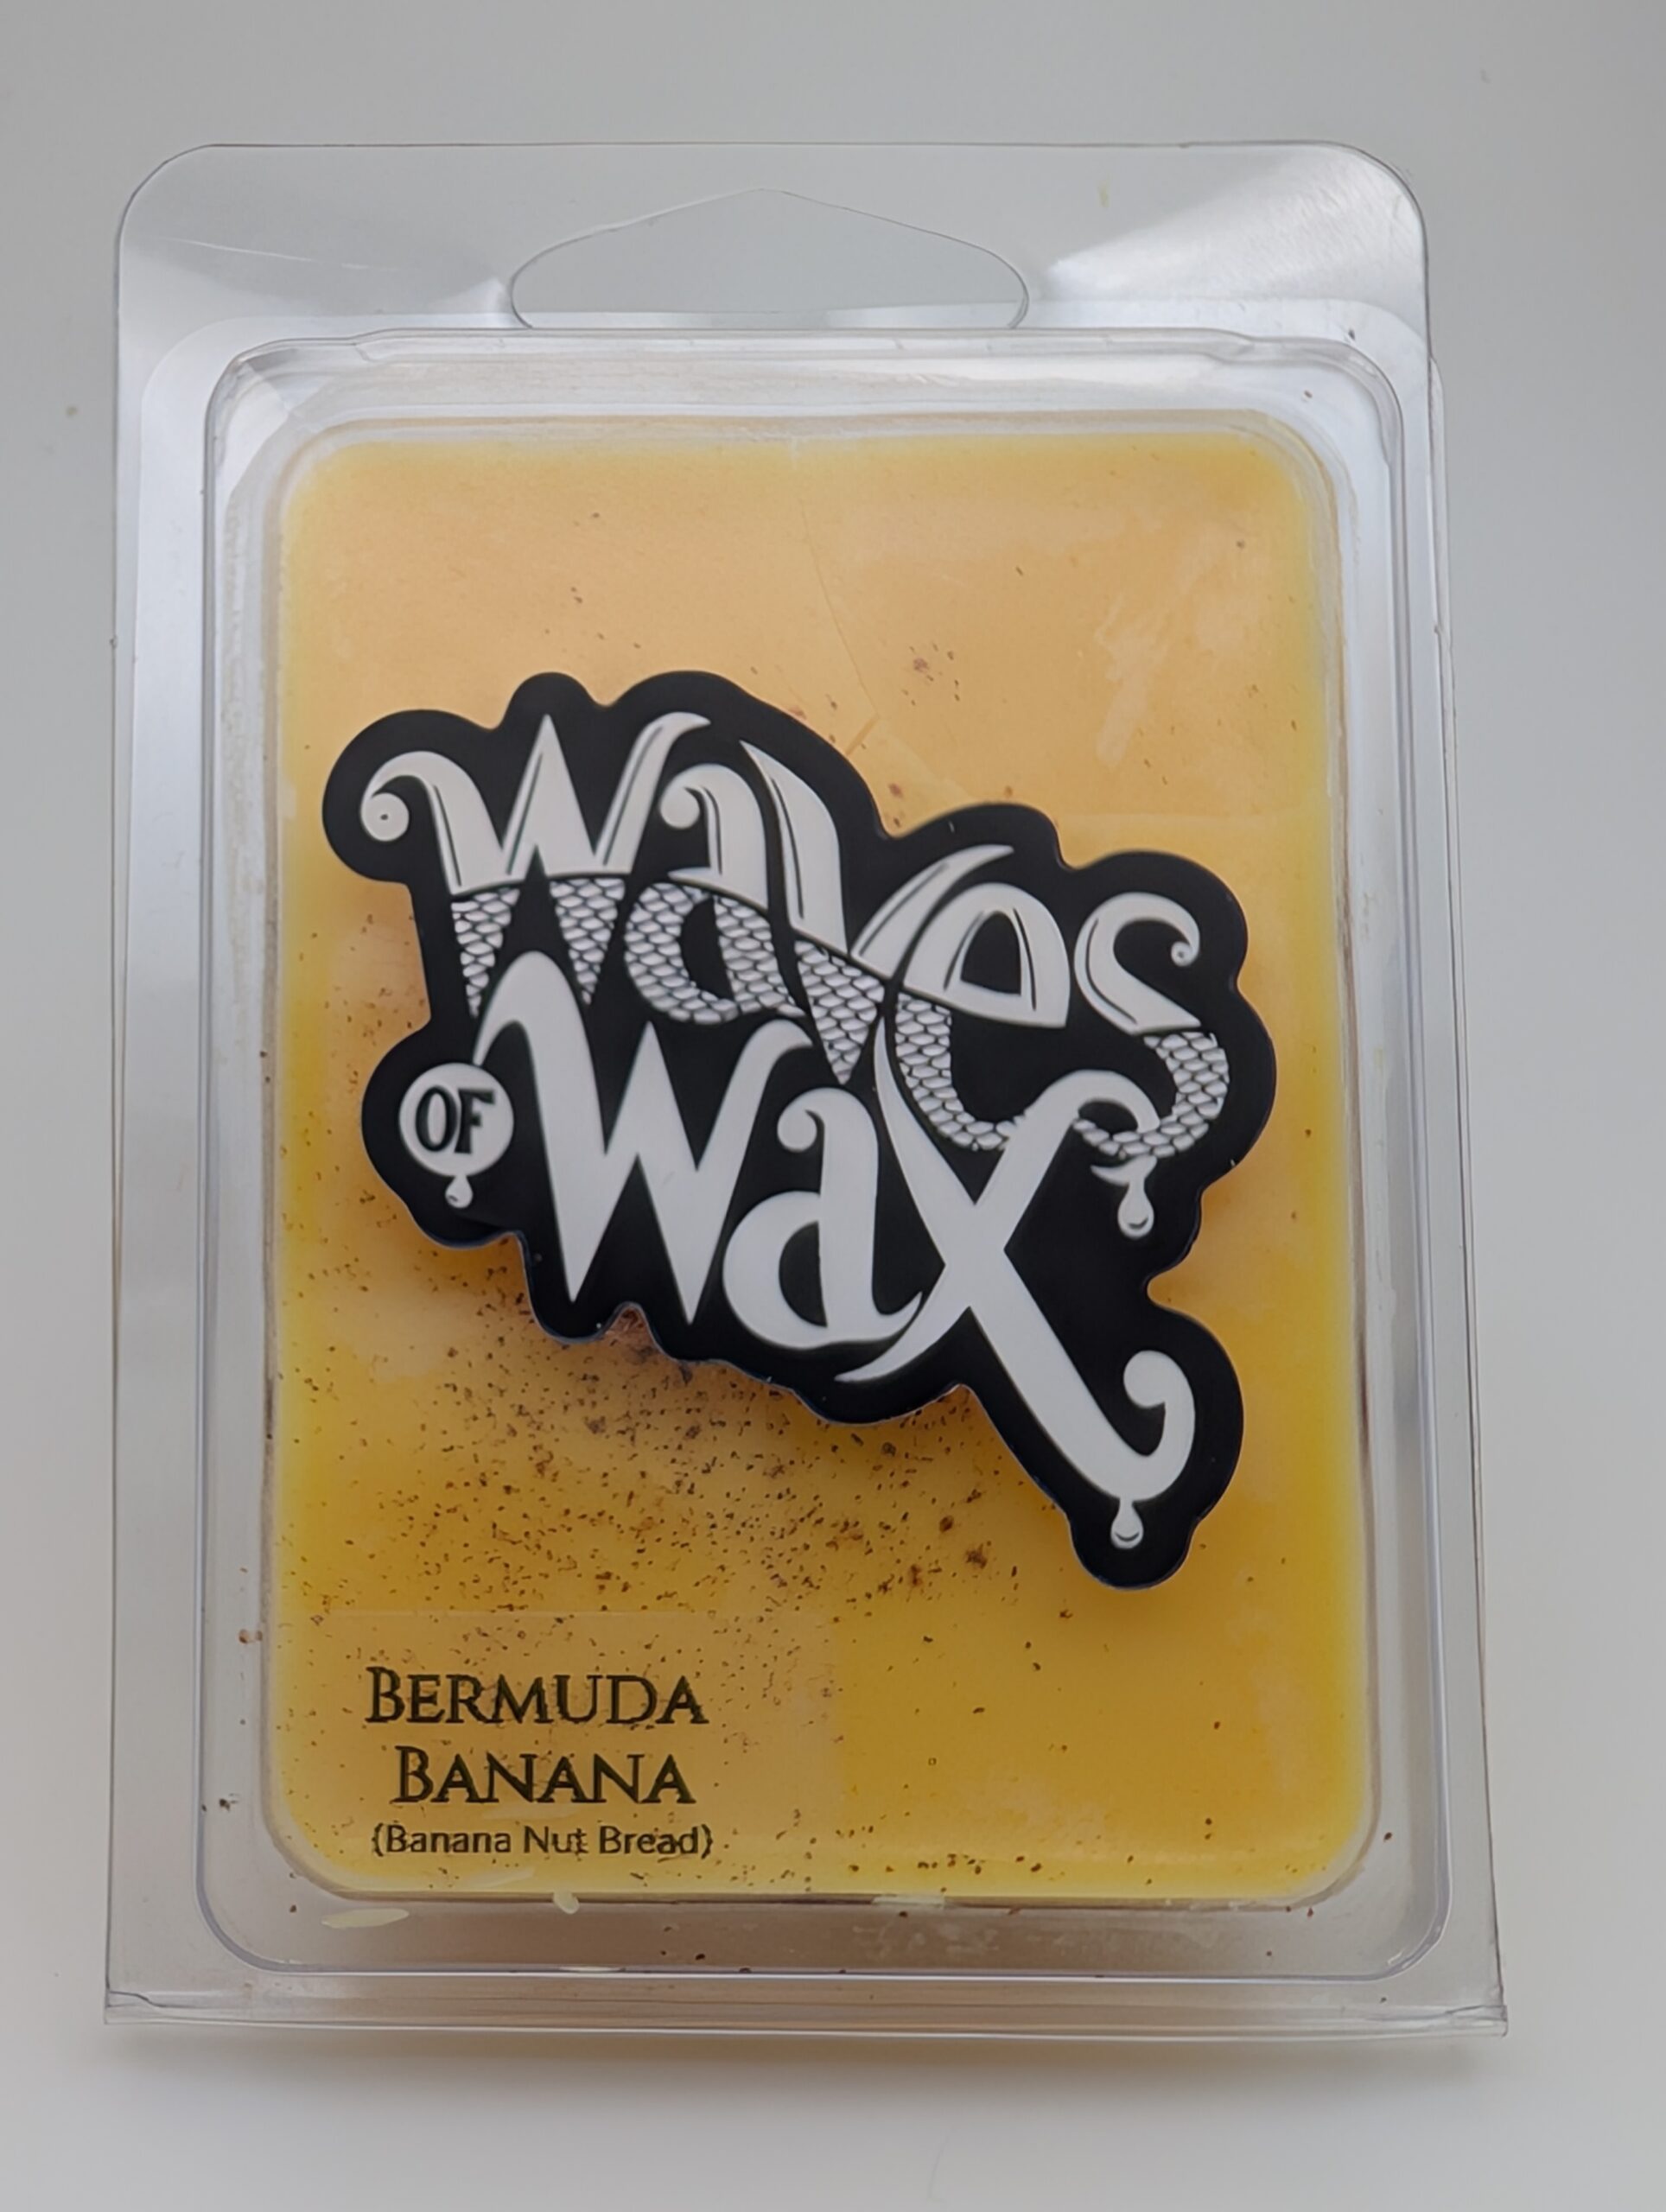 Waves
OF
Wax
BERMUDA
BANANA
(Banana Nut Bread)